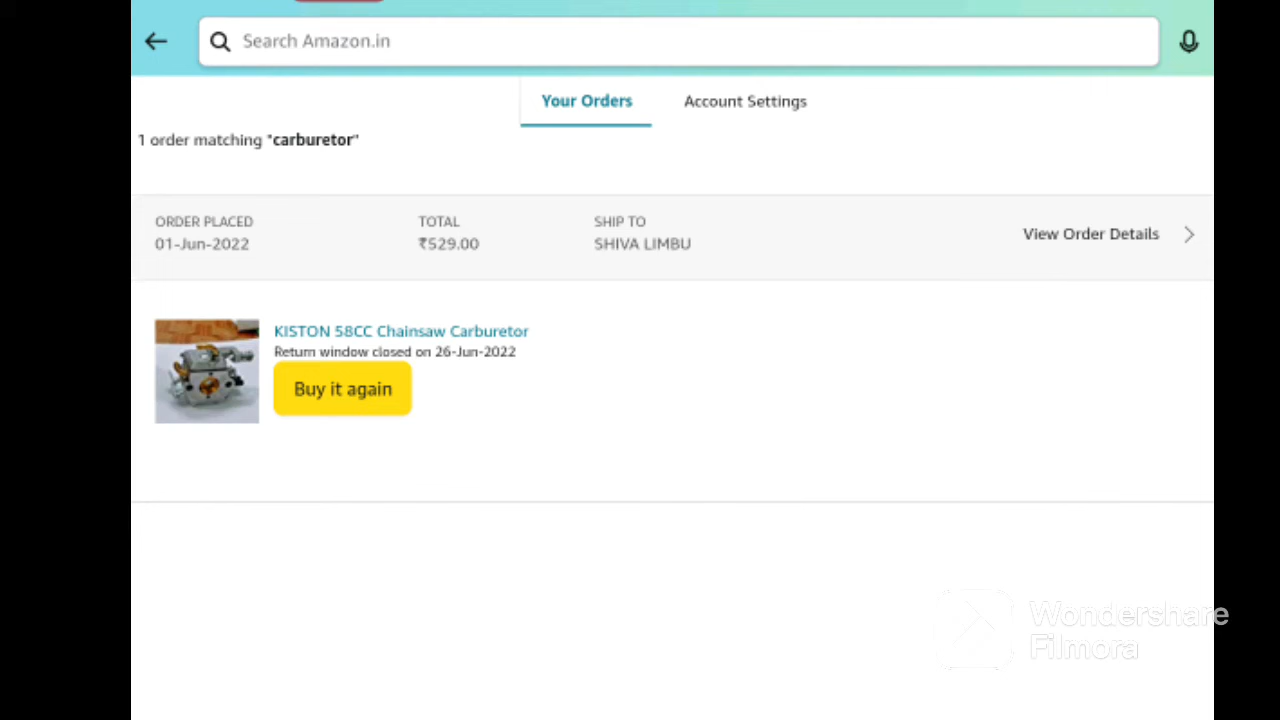 Search Amazon.in
Your Orders Account Settings
1 order matching "carburetor"
ORDER PLACED TOTAL SHIP TO
01-Jun-2022 ₹529.00 SHIVA LIMBU
View Order Details
KISTON 58CC Chainsaw Carburetor
Return window closed on 26-Jun-2022
Buy it again
Wondershare
Filmora